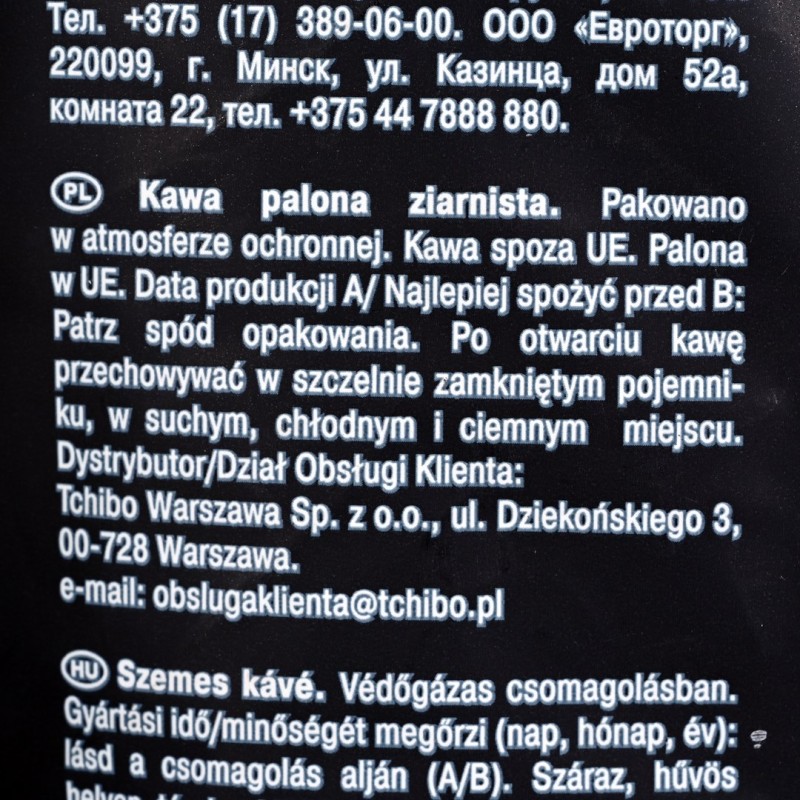 Тел. +375 (17) 389-06-00. ООО «Евроторг»,
220099, г. Минск, ул. Казинца, дом 52а,
комната 22, тел. +375 44 7888 880.
PL Kawa palona ziarnista. Pakowano
w atmosferze ochronnej. Kawa spoza UE. Palona
w UE. Data produkcji A/ Najlepiej spożyć przed B:
Patrz spód opakowania. Po otwarciu kawę
przechowywać w szczelnie zamkniętym pojemni-
ku, w suchym, chłodnym i ciemnym miejscu.
Dystrybutor/Dział Obsługi Klienta:
Tchibo Warszawa Sp. z o.o., ul. Dziekońskiego 3,
00-728 Warszawa.
e-mail: obslugaklienta@tchibo.pl
HU Szemes kávé. Védőgázas csomagolásban.
Gyártási idő/minőségét megőrzi (nap, hónap, év):
lásd a csomagolás alján (A/B). Száraz, hűvös